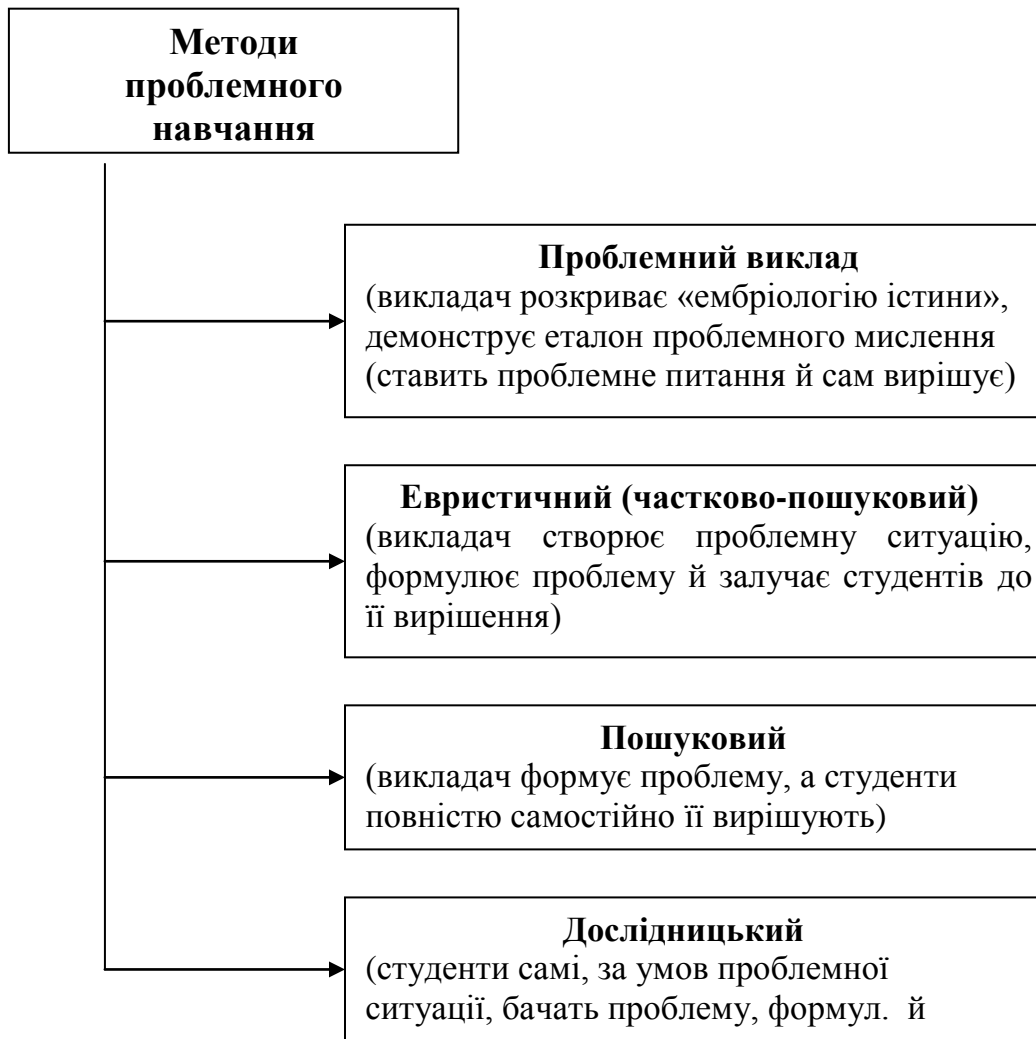 Методи
проблемного
навчання
Проблемний виклад
(викладач розкриває «ембріологію істини»,
демонструє еталон проблемного мислення
(ставить проблемне питання й сам вирішує)
Евристичний (частково-пошуковий)
(викладач створює проблемну ситуацію,
формулює проблему й залучає студентів до
її вирішення)
Пошуковий
(викладач формує проблему, а студенти
повністю самостійно її вирішують)
Дослідницький
(студенти самі, за умов проблемної
ситуації, бачать проблему, формул. й